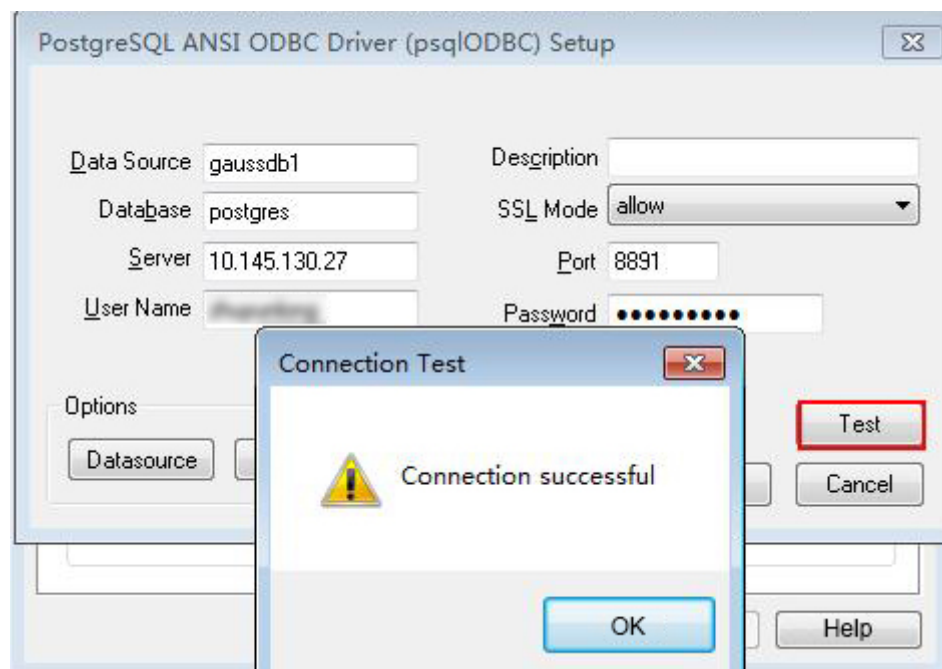 PostgreSQL ANSI ODBC Driver (psqlODBC) Setup
Data Source gaussdb1 Description
Database postgres SSL Mode allow
Server 10.145.130.27 Port 8891
User Name Password ●●●●●●●●●
Connection Test
Options
Test
Datasource
Connection successful
Cancel
OK
Help